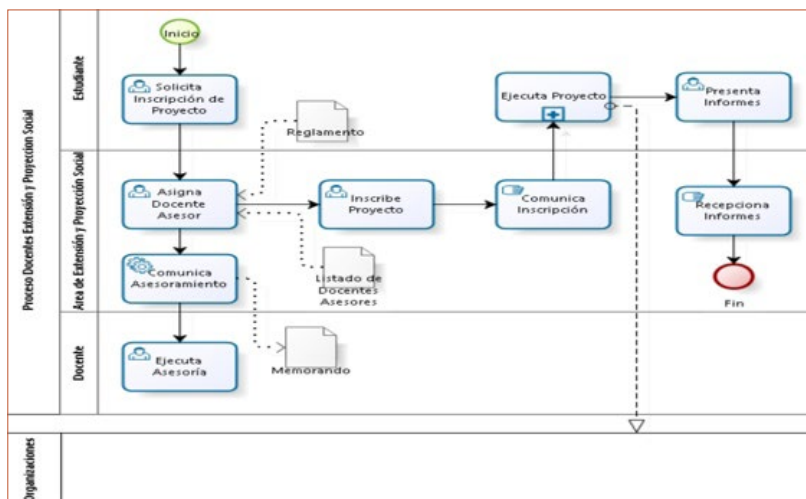 Proceso Docentes Extensión y Proyeccion Social
Estudiante
Inicio
Solicita
Inscripción de
Proyecto
Reglamento
Ejecuta Proyecto
Presenta
Informes
Área de Extensión y Proyección Social
Asigna
Docente
Asesor
Inscribe
Proyecto
Comunica
Inscripción
Recepciona
Informes
Comunica
Asesoramiento
Listado de
Docentes
Asesores
Fin
Docente
Ejecuta
Asesoría
Memorando
Organizaciones